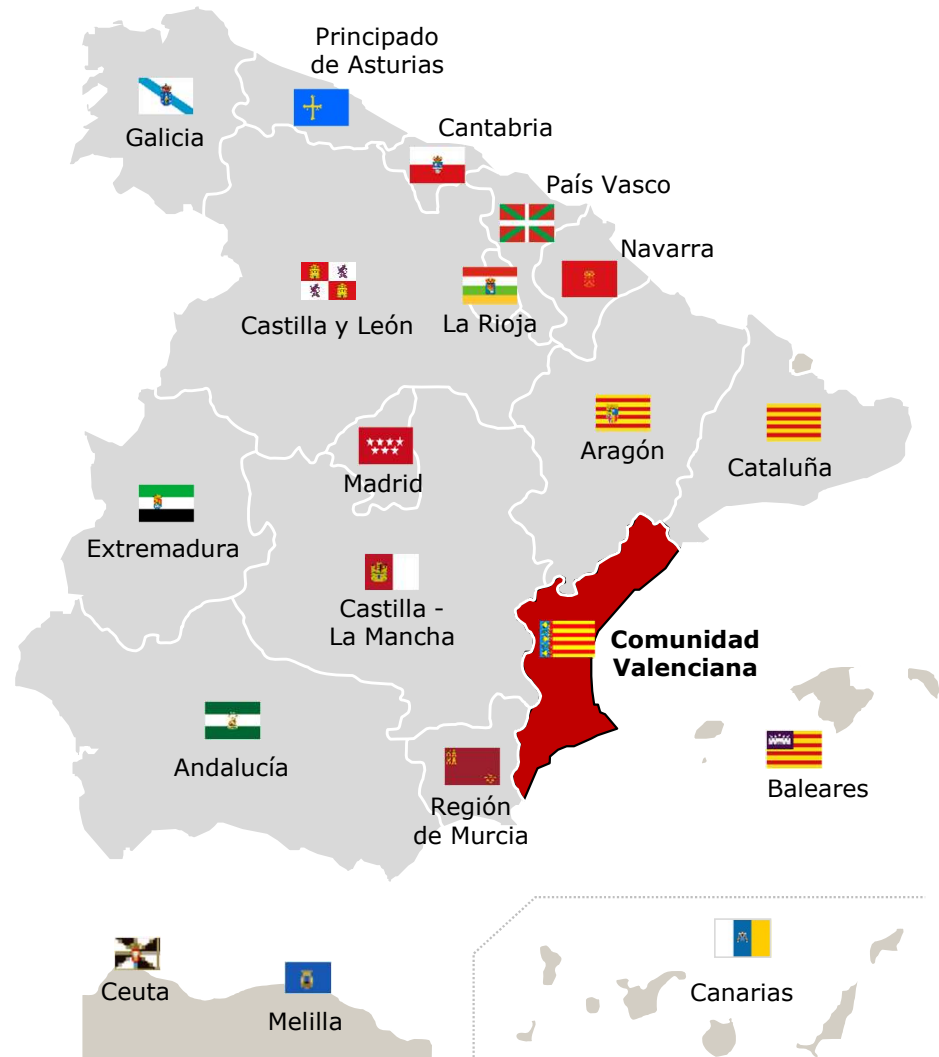 Principado
de Asturias
Galicia
Cantabria
País Vasco
Navarra
Castilla y León
La Rioja
Aragón
Cataluña
Madrid
Extremadura
Castilla -
La Mancha
Comunidad
Valenciana
Andalucía
Región
de Murcia
Baleares
Ceuta
Melilla
Canarias